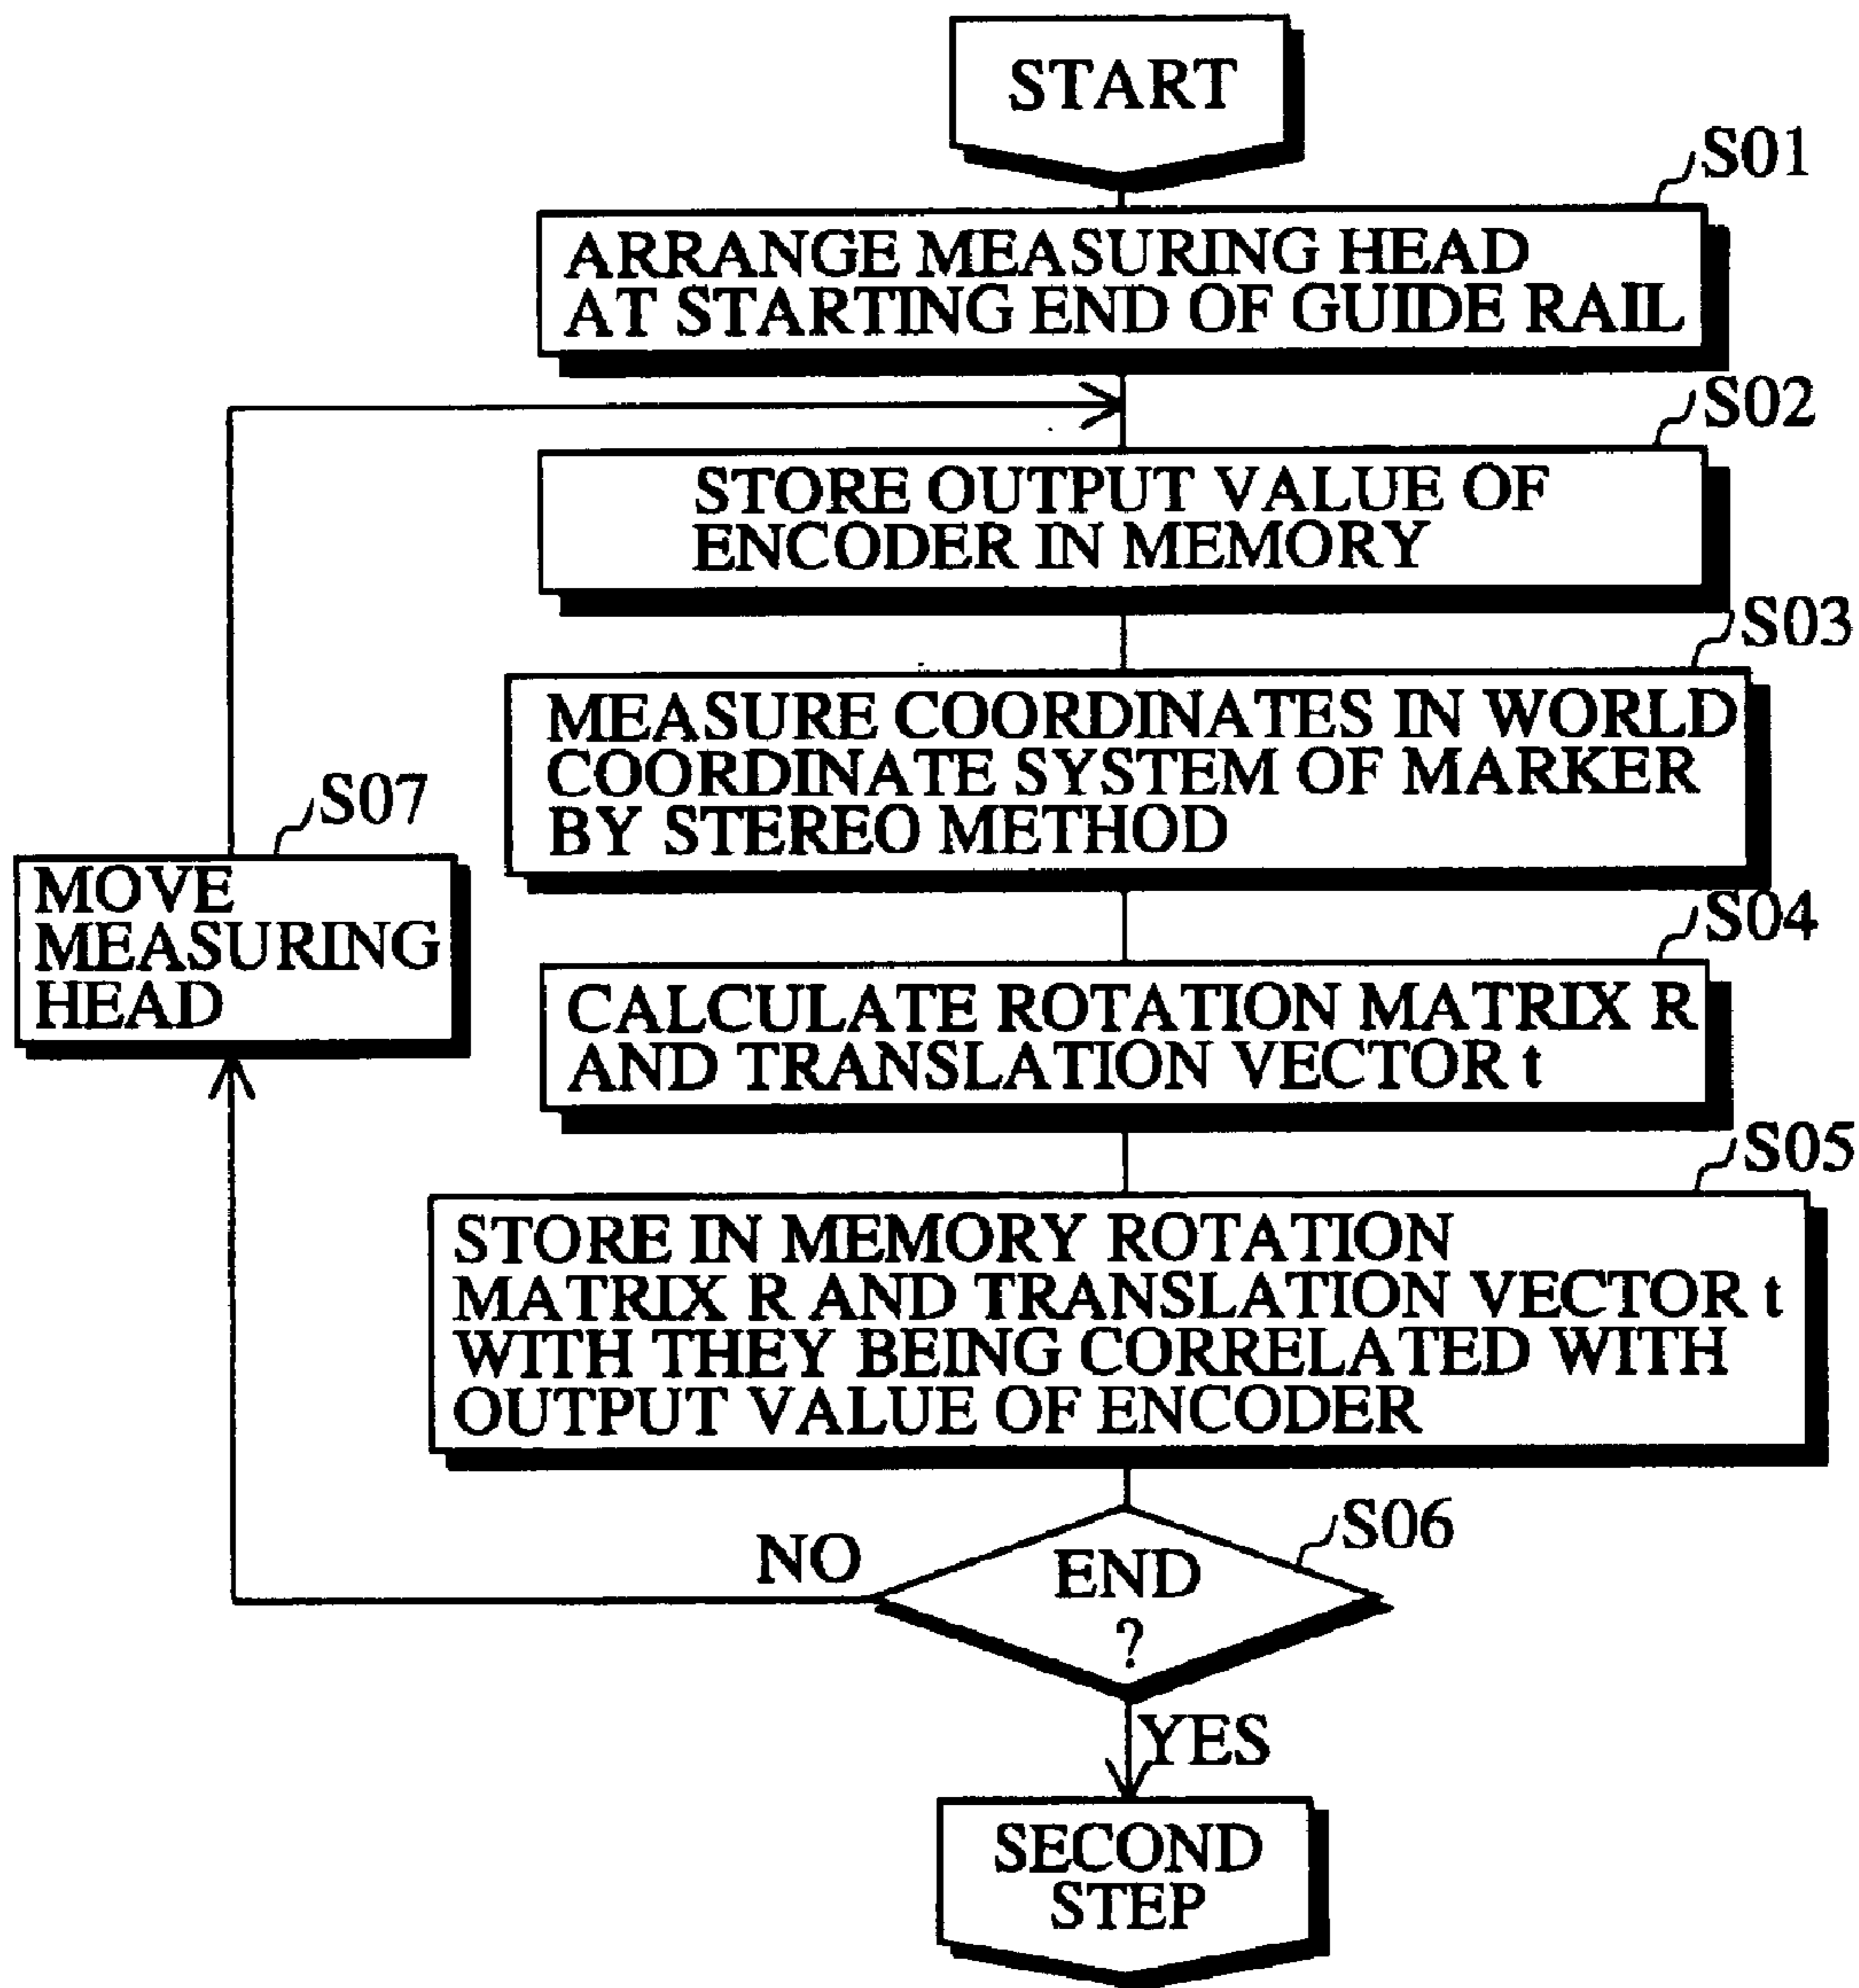 START
S01
ARRANGE MEASURING HEAD
AT STARTING END OF GUIDE RAIL
S02
STORE OUTPUT VALUE OF
ENCODER IN MEMORY
S03
MEASURE COORDINATES IN WORLD
COORDINATE SYSTEM OF MARKER
BY STEREO METHOD
S07
MOVE
MEASURING
HEAD
S04
CALCULATE ROTATION MATRIX R
AND TRANSLATION VECTOR t
S05
STORE IN MEMORY ROTATION
MATRIX R AND TRANSLATION VECTOR t
WITH THEY BEING CORRELATED WITH
OUTPUT VALUE OF ENCODER
S06
NO
END
?
YES
SECOND
STEP